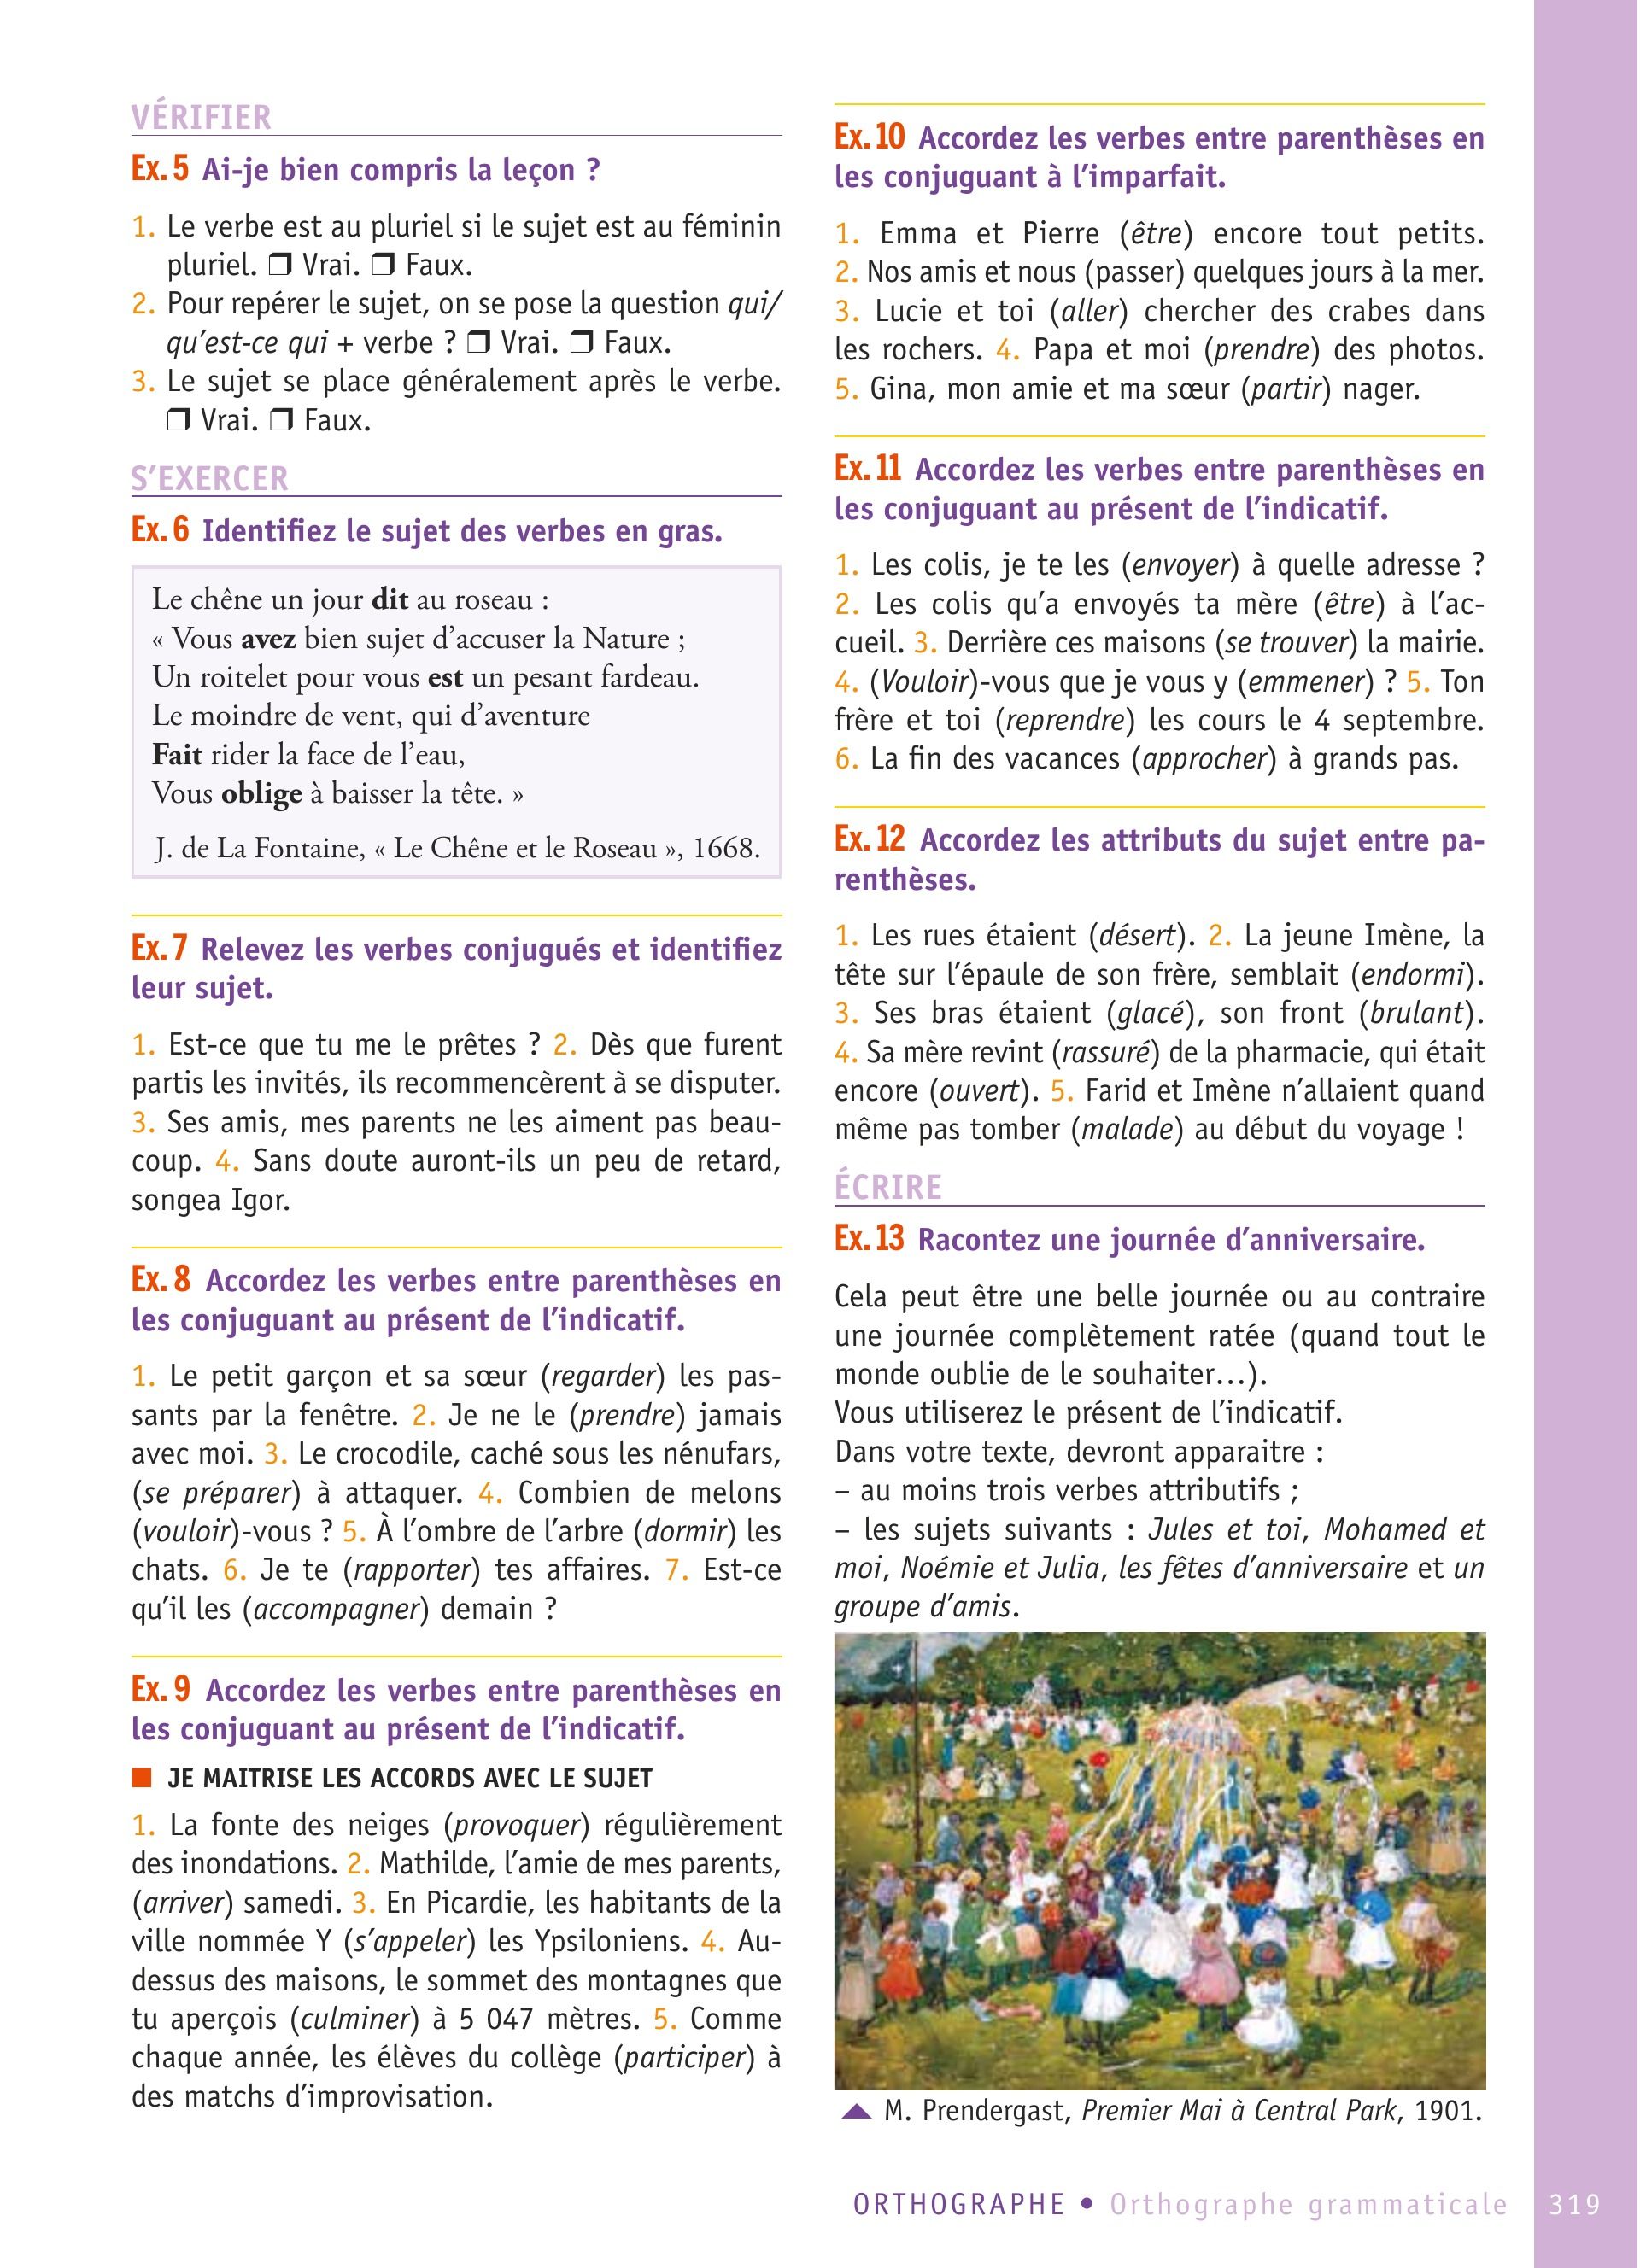 VÉRIFIER
Ex. 5 Ai-je bien compris la leçon ?
1. Le verbe est au pluriel si le sujet est au féminin
pluriel. ❒ Vrai. ❒ Faux.
2. Pour repérer le sujet, on se pose la question qui/
qu’est-ce qui + verbe ? ❒ Vrai. ❒ Faux.
3. Le sujet se place généralement après le verbe.
❒ Vrai. ❒ Faux.
S’EXERCER
Ex. 6 Identifiez le sujet des verbes en gras.
Le chêne un jour dit au roseau :
« Vous avez bien sujet d’accuser la Nature ;
Un roitelet pour vous est un pesant fardeau.
Le moindre de vent, qui d’aventure
Fait rider la face de l’eau,
Vous oblige à baisser la tête. »
J. de La Fontaine, « Le Chêne et le Roseau », 1668.
Ex. 7 Relevez les verbes conjugués et identifiez
leur sujet.
1. Est-ce que tu me le prêtes ? 2. Dès que furent
partis les invités, ils recommencèrent à se disputer.
3. Ses amis, mes parents ne les aiment pas beau-
coup. 4. Sans doute auront-ils un peu de retard,
songea Igor.
Ex. 8 Accordez les verbes entre parenthèses en
les conjuguant au présent de l’indicatif.
1. Le petit garçon et sa sœur (regarder) les pas-
sants par la fenêtre. 2. Je ne le (prendre) jamais
avec moi. 3. Le crocodile, caché sous les nénufars,
(se préparer) à attaquer. 4. Combien de melons
(vouloir)-vous ? 5. À l’ombre de l’arbre (dormir) les
chats. 6. Je te (rapporter) tes affaires. 7. Est-ce
qu’il les (accompagner) demain ?
Ex. 9 Accordez les verbes entre parenthèses en
les conjuguant au présent de l’indicatif.
■ JE MAITRISE LES ACCORDS AVEC LE SUJET
1. La fonte des neiges (provoquer) régulièrement
des inondations. 2. Mathilde, l’amie de mes parents,
(arriver) samedi. 3. En Picardie, les habitants de la
ville nommée Y (s’appeler) les Ypsiloniens. 4. Au-
dessus des maisons, le sommet des montagnes que
tu aperçois (culminer) à 5 047 mètres. 5. Comme
chaque année, les élèves du collège (participer) à
des matchs d’improvisation.
Ex. 10 Accordez les verbes entre parenthèses en
les conjuguant à l’imparfait.
1. Emma et Pierre (être) encore tout petits.
2. Nos amis et nous (passer) quelques jours à la mer.
3. Lucie et toi (aller) chercher des crabes dans
les rochers. 4. Papa et moi (prendre) des photos.
5. Gina, mon amie et ma sœur (partir) nager.
Ex. 11 Accordez les verbes entre parenthèses en
les conjuguant au présent de l’indicatif.
1. Les colis, je te les (envoyer) à quelle adresse ?
2. Les colis qu’a envoyés ta mère (être) à l’ac-
cueil. 3. Derrière ces maisons (se trouver) la mairie.
4. (Vouloir)-vous que je vous y (emmener) ? 5. Ton
frère et toi (reprendre) les cours le 4 septembre.
6. La fin des vacances (approcher) à grands pas.
Ex. 12 Accordez les attributs du sujet entre pa-
renthèses.
1. Les rues étaient (désert). 2. La jeune Imène, la
tête sur l’épaule de son frère, semblait (endormi).
3. Ses bras étaient (glacé), son front (brulant).
4. Sa mère revint (rassuré) de la pharmacie, qui était
encore (ouvert). 5. Farid et Imène n’allaient quand
même pas tomber (malade) au début du voyage !
ÉCRIRE
Ex. 13 Racontez une journée d’anniversaire.
Cela peut être une belle journée ou au contraire
une journée complètement ratée (quand tout le
monde oublie de le souhaiter…).
Vous utiliserez le présent de l’indicatif.
Dans votre texte, devront apparaitre :
– au moins trois verbes attributifs ;
– les sujets suivants : Jules et toi, Mohamed et
moi, Noémie et Julia, les fêtes d’anniversaire et un
groupe d’amis.
▲ M. Prendergast, Premier Mai à Central Park, 1901.
ORTHOGRAPHE • Orthographe grammaticale 319